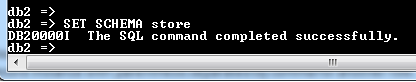 db2 =>
db2 => SET SCHEMA store
DB20000I  The SQL command completed successfully.
db2 =>